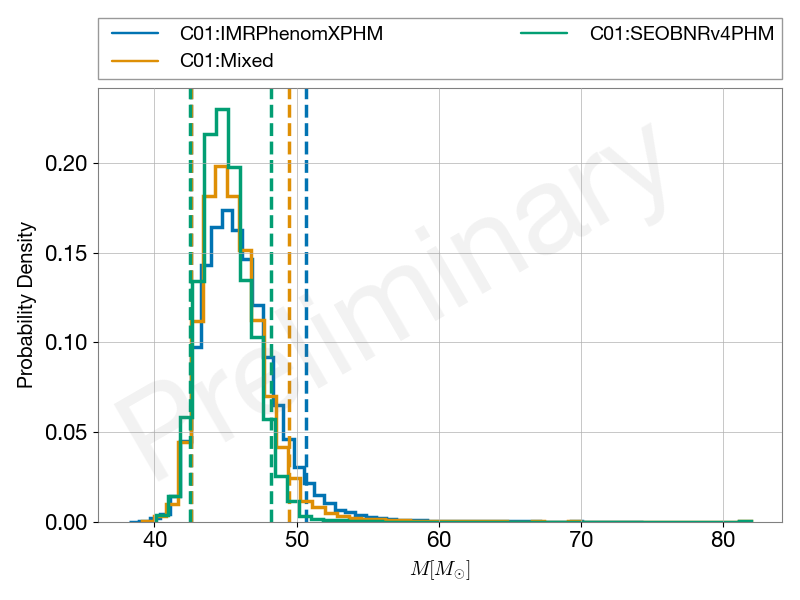 C01:IMRPhenomXPHM
C01:Mixed
C01:SEOBNRv4PHM
Preliminary
Probability Density
0.20
0.15
0.10
0.05
0.00
40 50 60 70 80
M[M⊙]